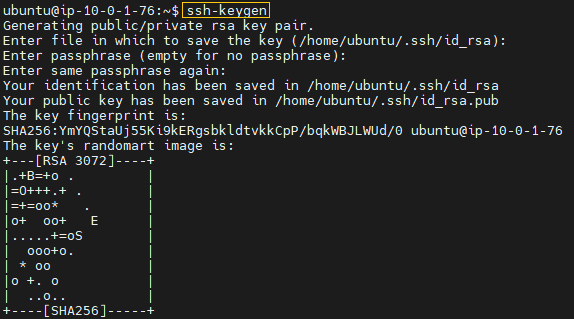 ubuntu@ip-10-0-1-76:~$ ssh-keygen
Generating public/private rsa key pair.
Enter file in which to save the key (/home/ubuntu/.ssh/id_rsa):
Enter passphrase (empty for no passphrase):
Enter same passphrase again:
Your identification has been saved in /home/ubuntu/.ssh/id_rsa
Your public key has been saved in /home/ubuntu/.ssh/id_rsa.pub
The key fingerprint is:
SHA256:YmYQStaUj55Ki9kERgsbkldtvkkCpP/bqkWBJLWUd/0 ubuntu@ip-10-0-1-76
The key's randomart image is:
+---[RSA 3072]----+
|.+B=+o .         |
|=O+++.+ .        |
|=+=oo*   .       |
|o+  oo+   E      |
|.....+=oS        |
|  ooo+o.         |
| * oo            |
|o +. o           |
|  ..o..          |
+----[SHA256]-----+